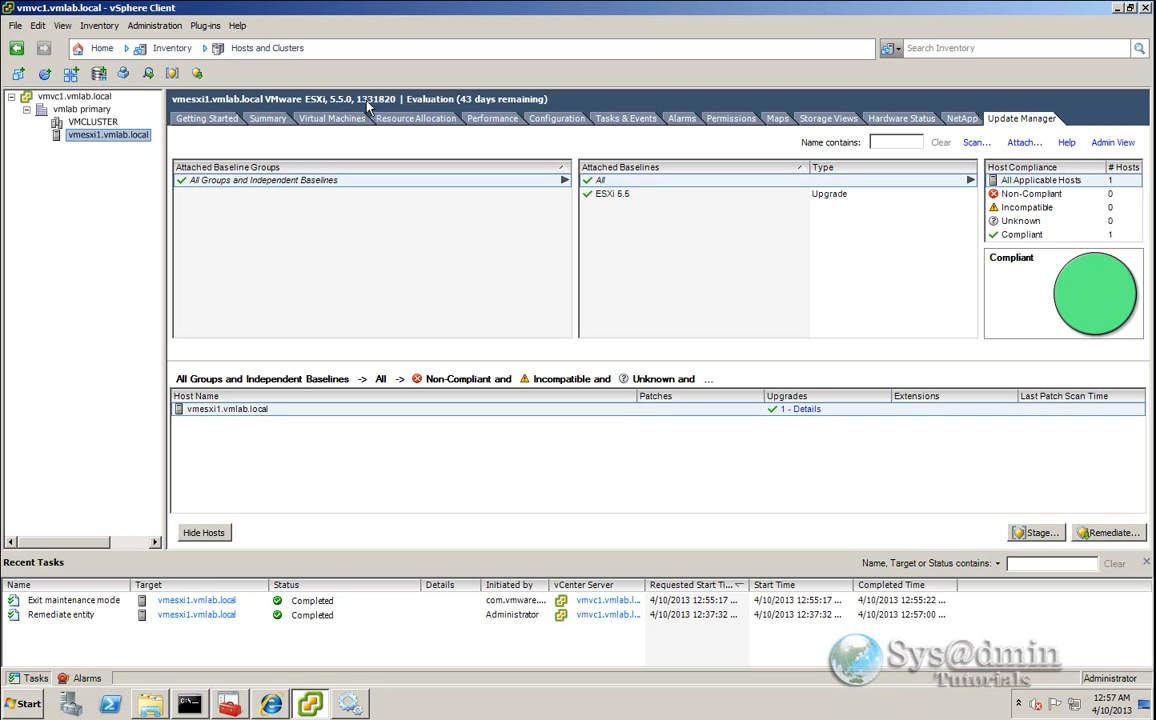 vmvc1.vmlab.local - vSphere Client
File Edit View Inventory Administration Plug-ins Help
Home Inventory Hosts and Clusters Search Inventory
vmvc1.vmlab.local
vmlab primary
VMCLUSTER
vmesxi1.vmlab.local
vmesxi1.vmlab.local VMware ESXi, 5.5.0, 1331820 | Evaluation (43 days remaining)
Getting Started Summary Virtual Machines Resource Allocation Performance Configuration Tasks & Events Alarms Permissions Maps Storage Views Hardware Status NetApp Update Manager
Name contains: Clear Scan... Attach... Help Admin View
Attached Baseline Groups
All Groups and Independent Baselines
Attached Baselines Type
All
ESXi 5.5 Upgrade
Host Compliance # Hosts
All Applicable Hosts 1
Non-Compliant 0
Incompatible 0
Unknown 0
Compliant 1
Compliant
All Groups and Independent Baselines -> All -> Non-Compliant and Incompatible and Unknown and ...
Host Name Patches Upgrades Extensions Last Patch Scan Time
vmesxi1.vmlab.local 1 - Details
Hide Hosts Stage... Remediate...
Recent Tasks Name, Target or Status contains: Clear
Name Target Status Details Initiated by vCenter Server Requested Start Ti... Start Time Completed Time
Exit maintenance mode vmesxi1.vmlab.local Completed com.vmware.... vmvc1.vmlab.l... 4/10/2013 12:55:17 ... 4/10/2013 12:55:17 ... 4/10/2013 12:55:22 ...
Remediate entity vmesxi1.vmlab.local Completed Administrator vmvc1.vmlab.l... 4/10/2013 12:37:32 ... 4/10/2013 12:37:32 ... 4/10/2013 12:57:00 ...
Sys@dmin
Tutorials
Tasks Alarms Administrator
Start 12:57 AM
4/10/2013